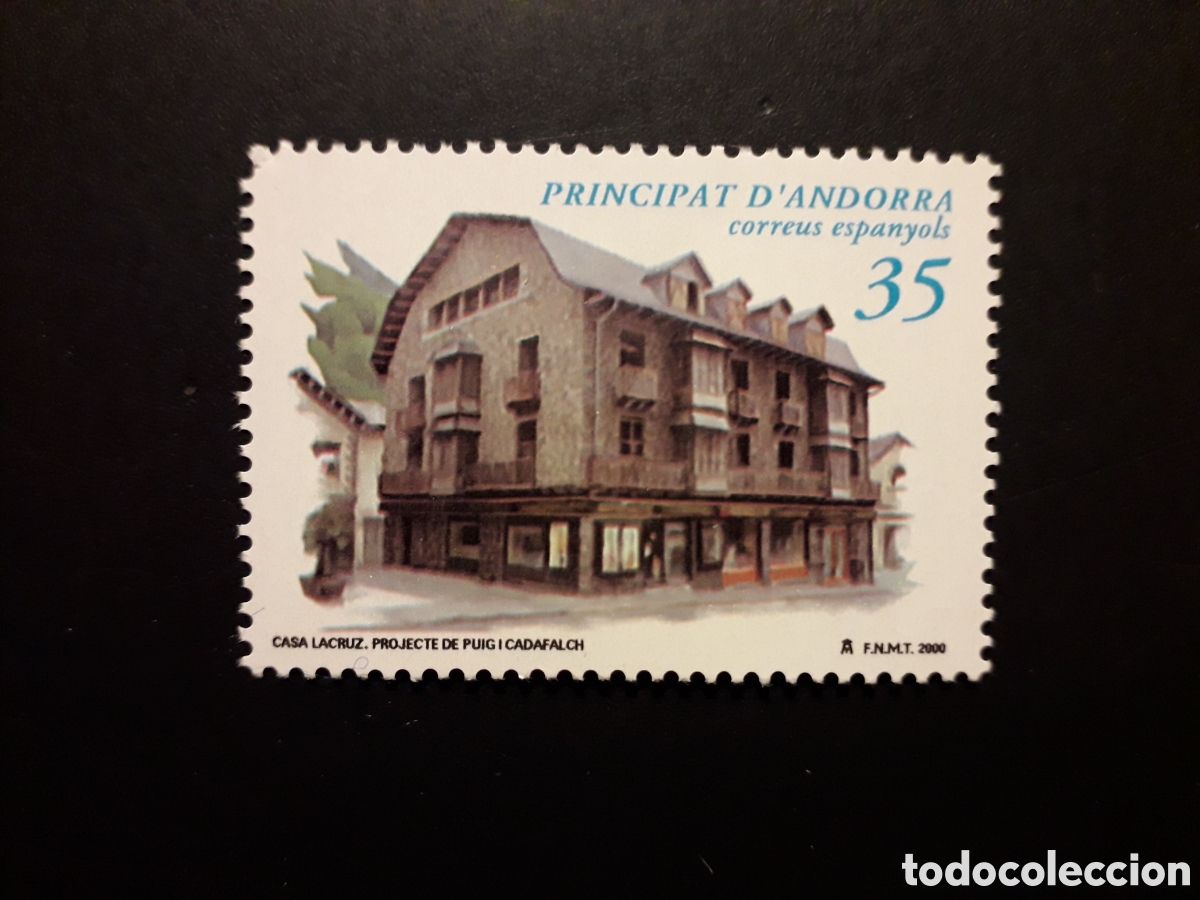 PRINCIPAT D'ANDORRA
correus espanyols
35
CASA LACRUZ. PROJECTE DE PUIG I CADAFALCH
F.N.M.T. 2000
todocoleccion